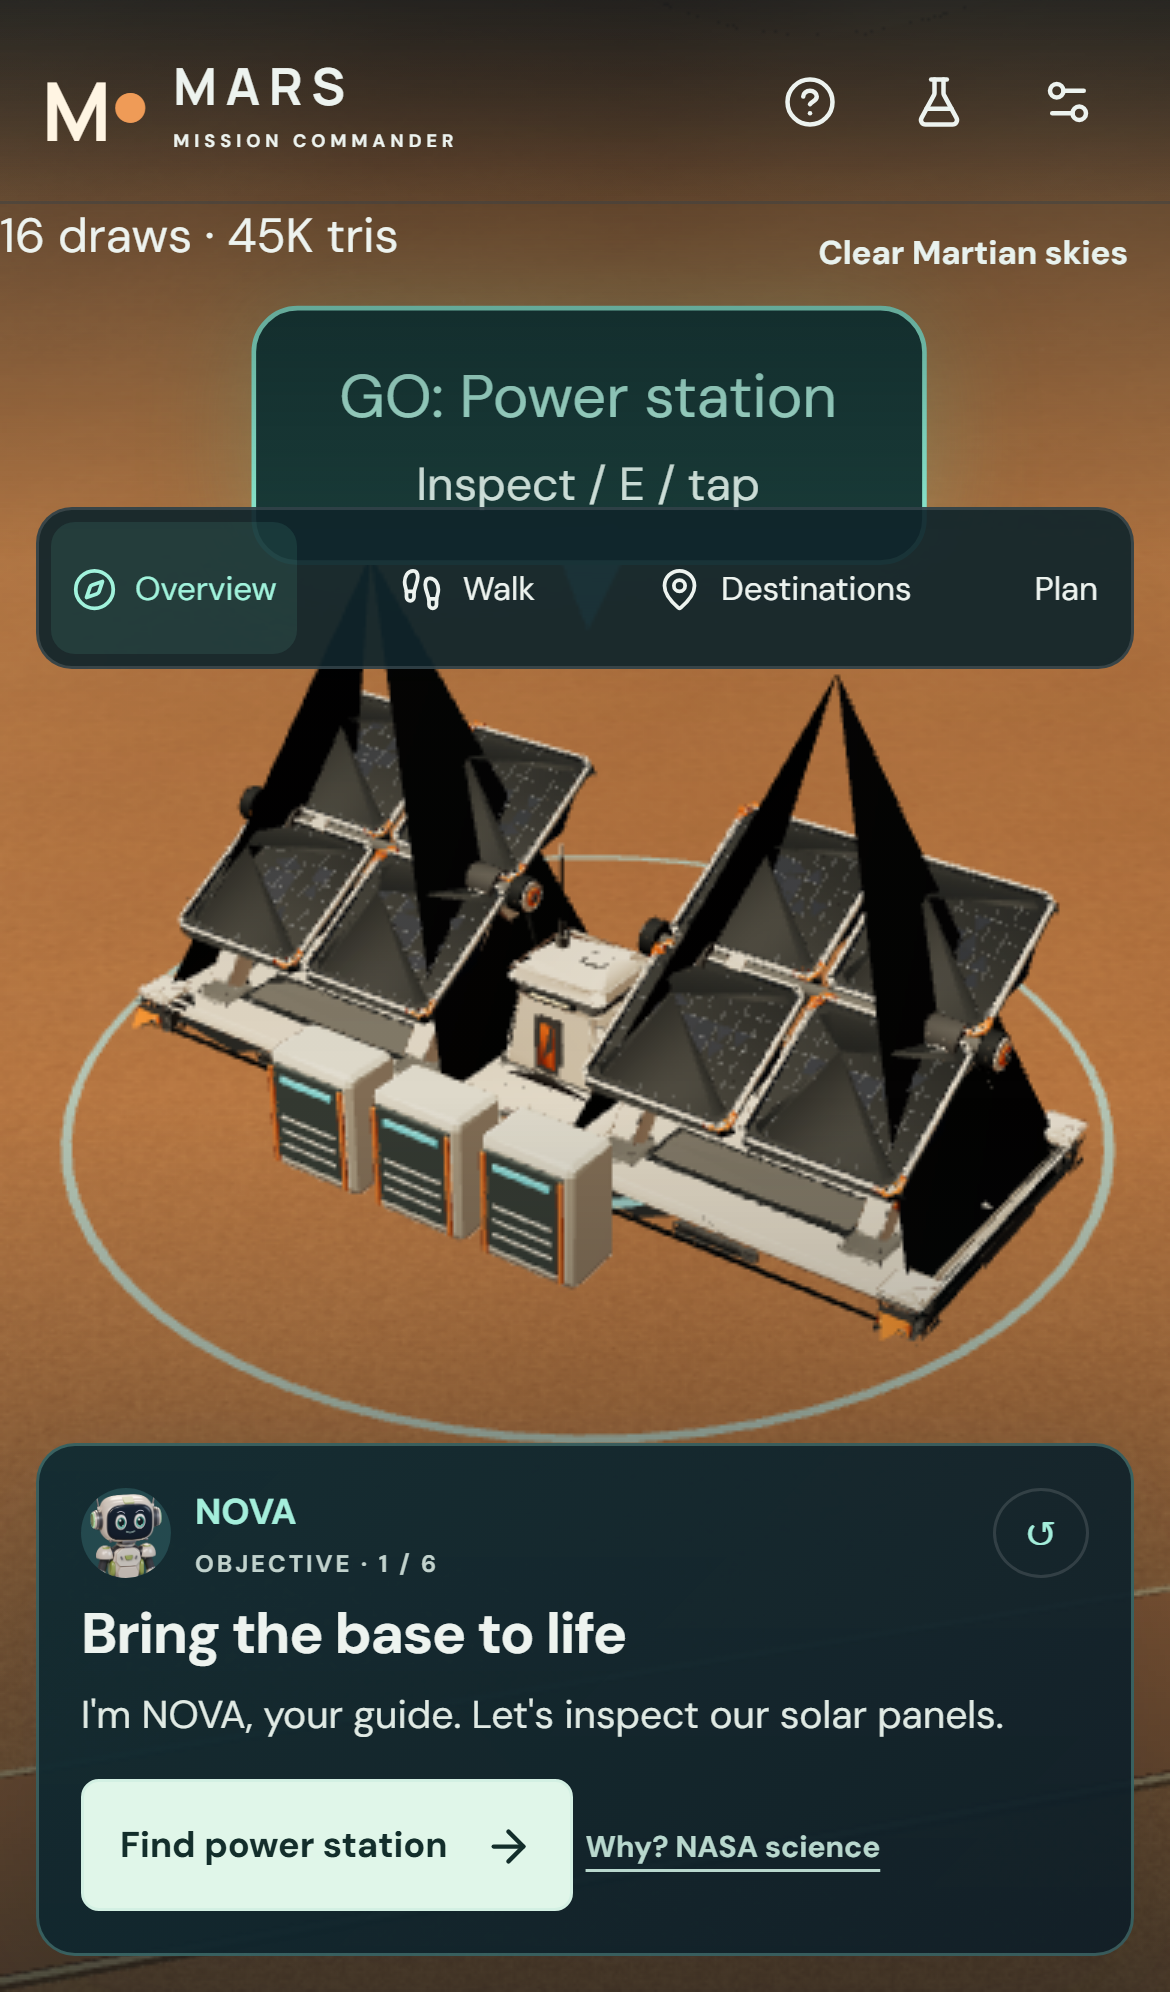 M
MARS
MISSION COMMANDER
16 draws · 45K tris
Clear Martian skies
GO: Power station
Inspect / E / tap
Overview
Walk
Destinations
Plan
NOVA
OBJECTIVE · 1 / 6
Bring the base to life
I'm NOVA, your guide. Let's inspect our solar panels.
Find power station →
Why? NASA science